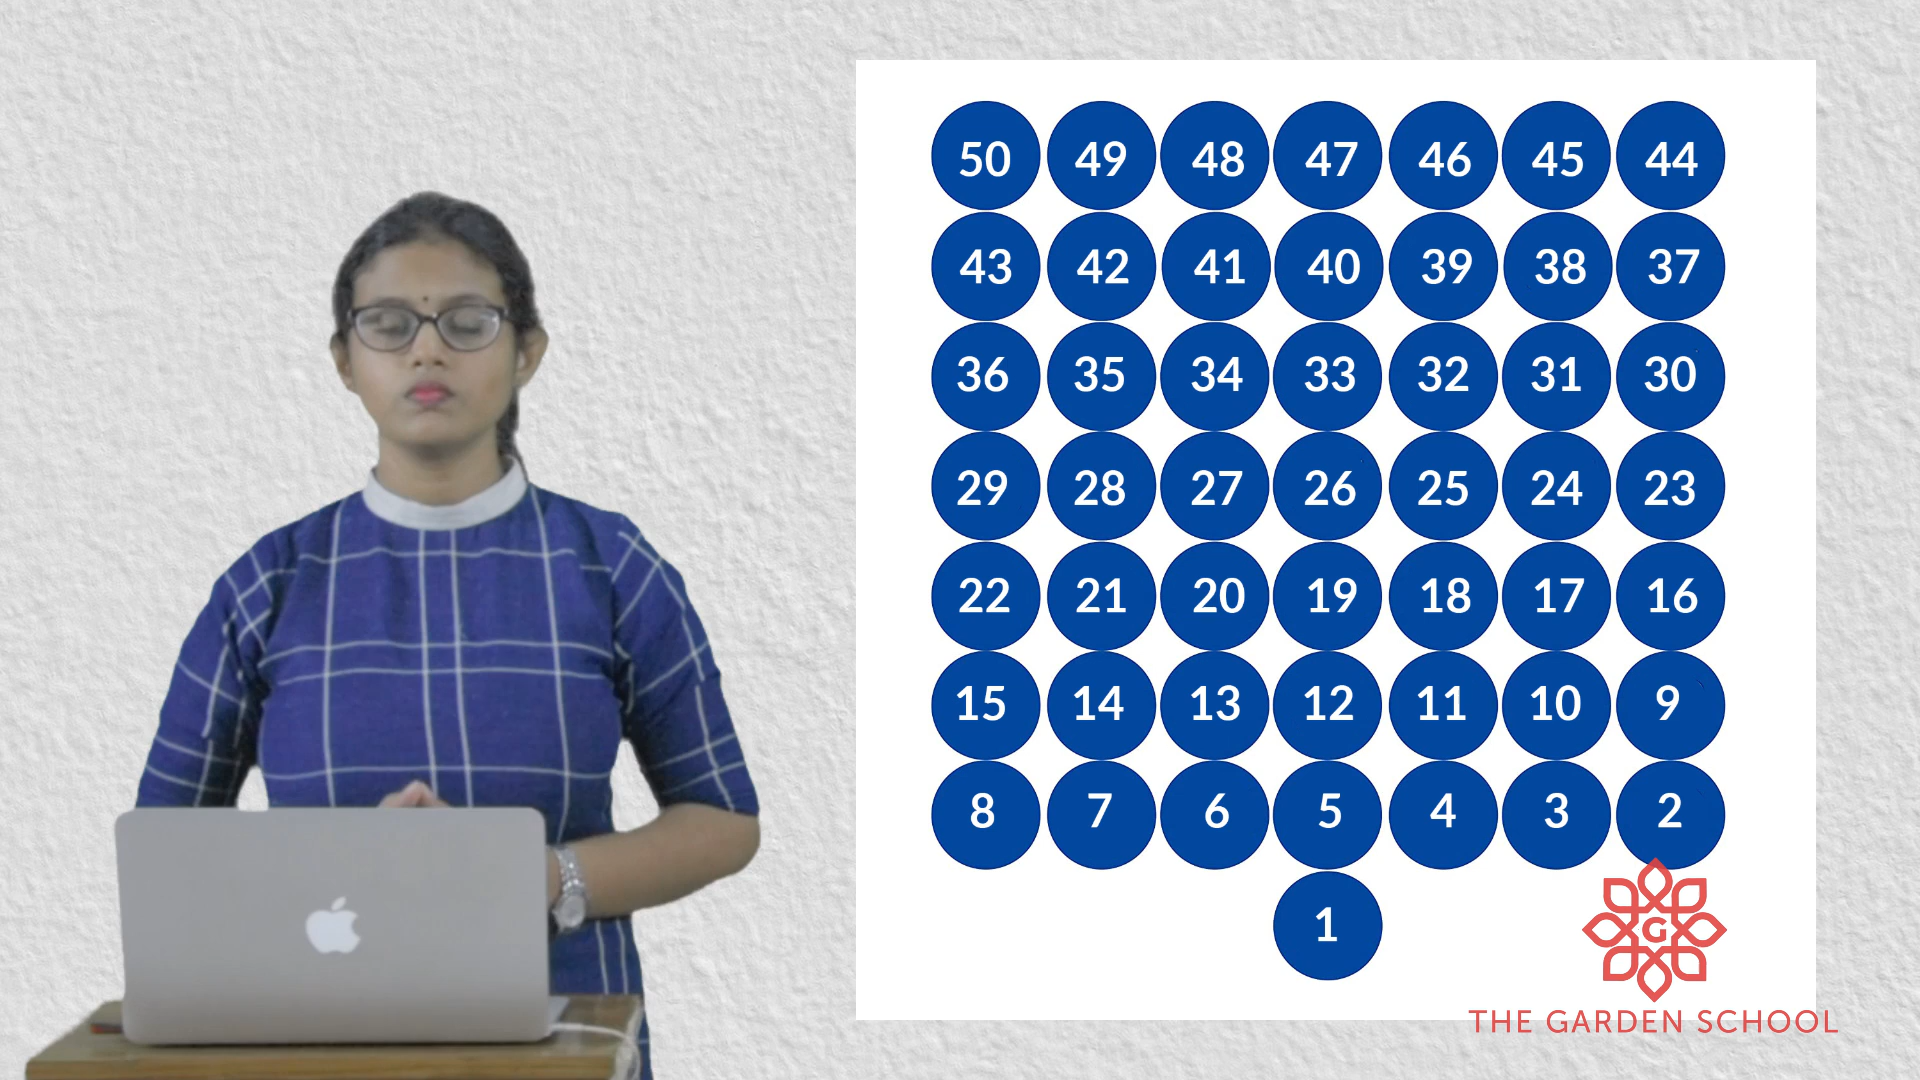 50 49 48 47 46 45 44
43 42 41 40 39 38 37
36 35 34 33 32 31 30
29 28 27 26 25 24 23
22 21 20 19 18 17 16
15 14 13 12 11 10 9
8 7 6 5 4 3 2
1
G
THE GARDEN SCHOOL